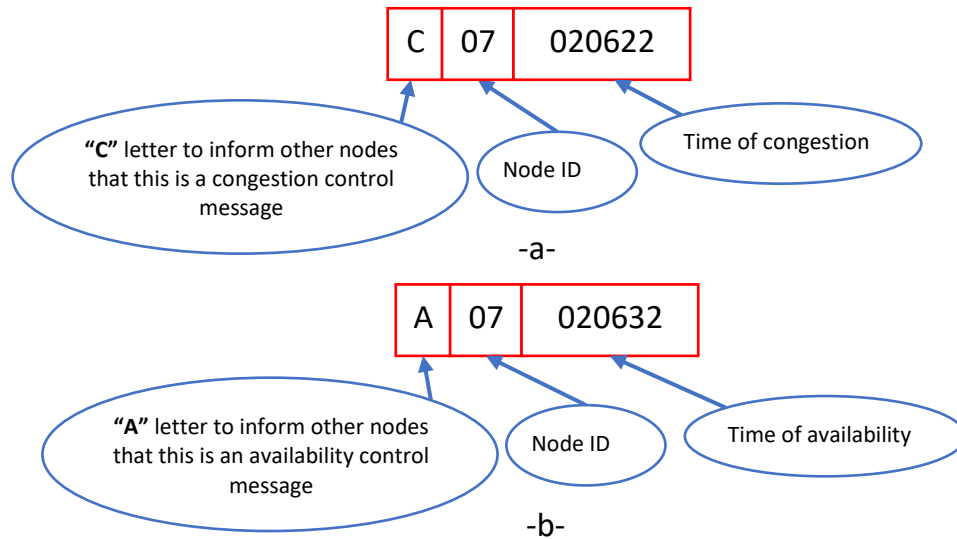 C 07 020622
“C” letter to inform other nodes
that this is a congestion control
message
Node ID
Time of congestion
-a-
A 07 020632
“A” letter to inform other nodes
that this is an availability control
message
Node ID
Time of availability
-b-